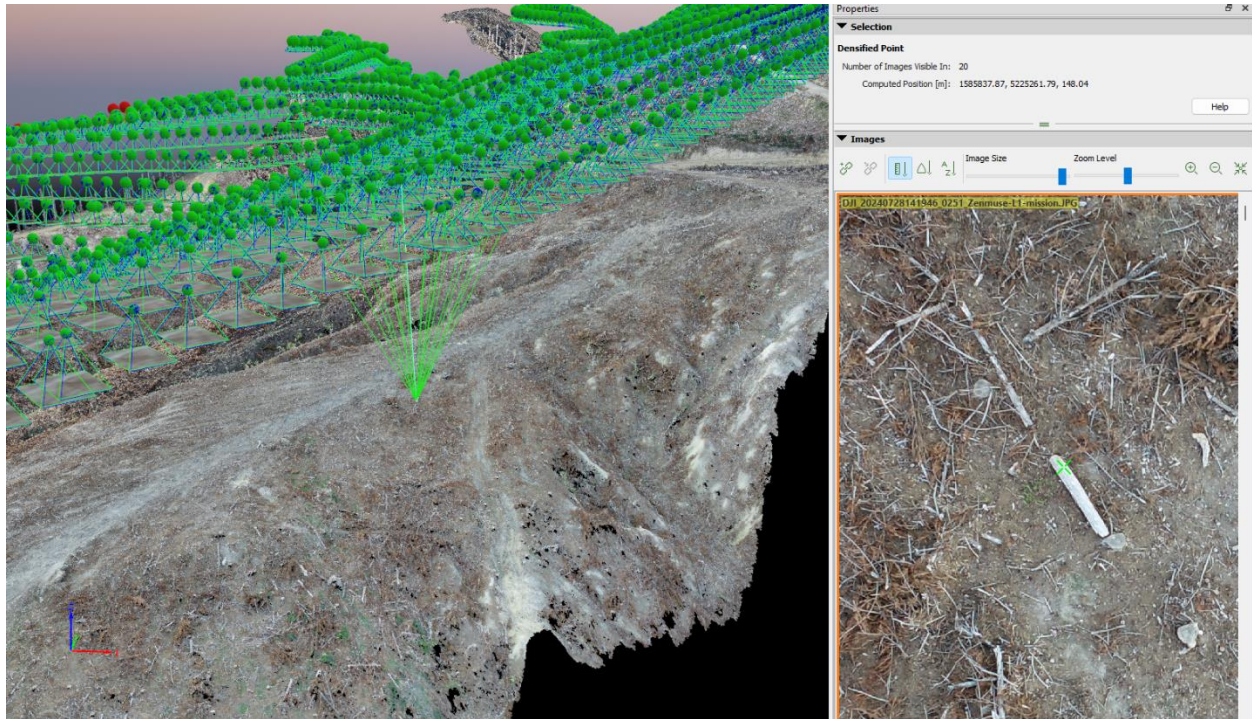 Properties
Selection
Densified Point
Number of Images Visible In: 20
Computed Position [m]: 1585837.87, 5225261.79, 148.04
Help
Images
Image Size
Zoom Level
DJI_20240728141946_0251_Zenmuse-L1-mission.JPG